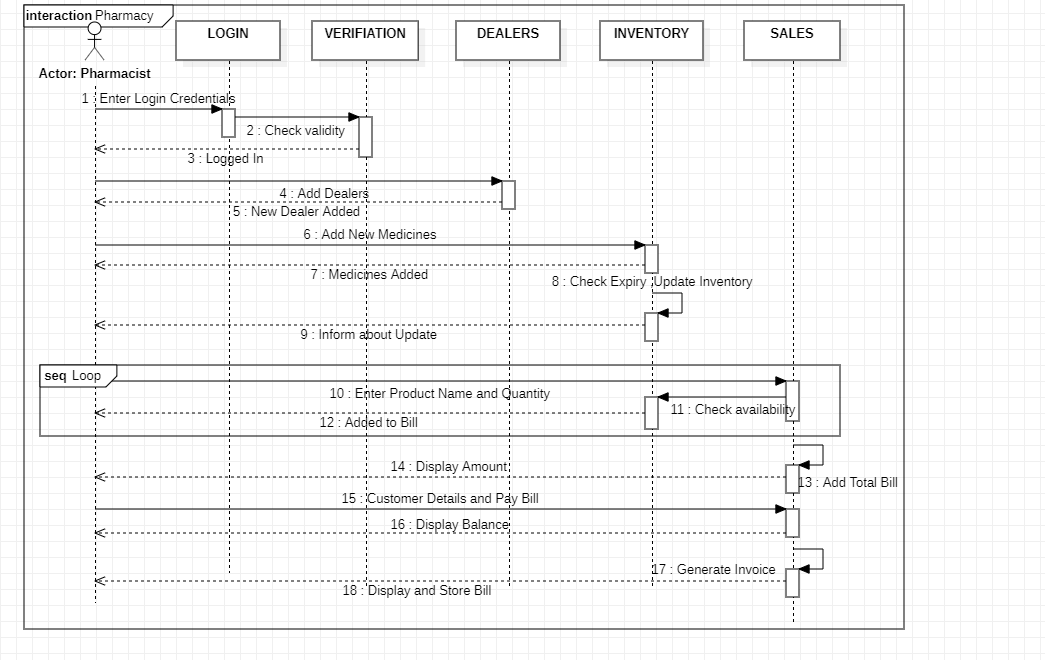 interaction Pharmacy
LOGIN
VERIFIATION
DEALERS
INVENTORY
SALES
Actor: Pharmacist
1 : Enter Login Credentials
2 : Check validity
3 : Logged In
4 : Add Dealers
5 : New Dealer Added
6 : Add New Medicines
7 : Medicines Added
8 : Check Expiry ,Update Inventory
9 : Inform about Update
seq Loop
10 : Enter Product Name and Quantity
11 : Check availability
12 : Added to Bill
14 : Display Amount
13 : Add Total Bill
15 : Customer Details and Pay Bill
16 : Display Balance
17 : Generate Invoice
18 : Display and Store Bill